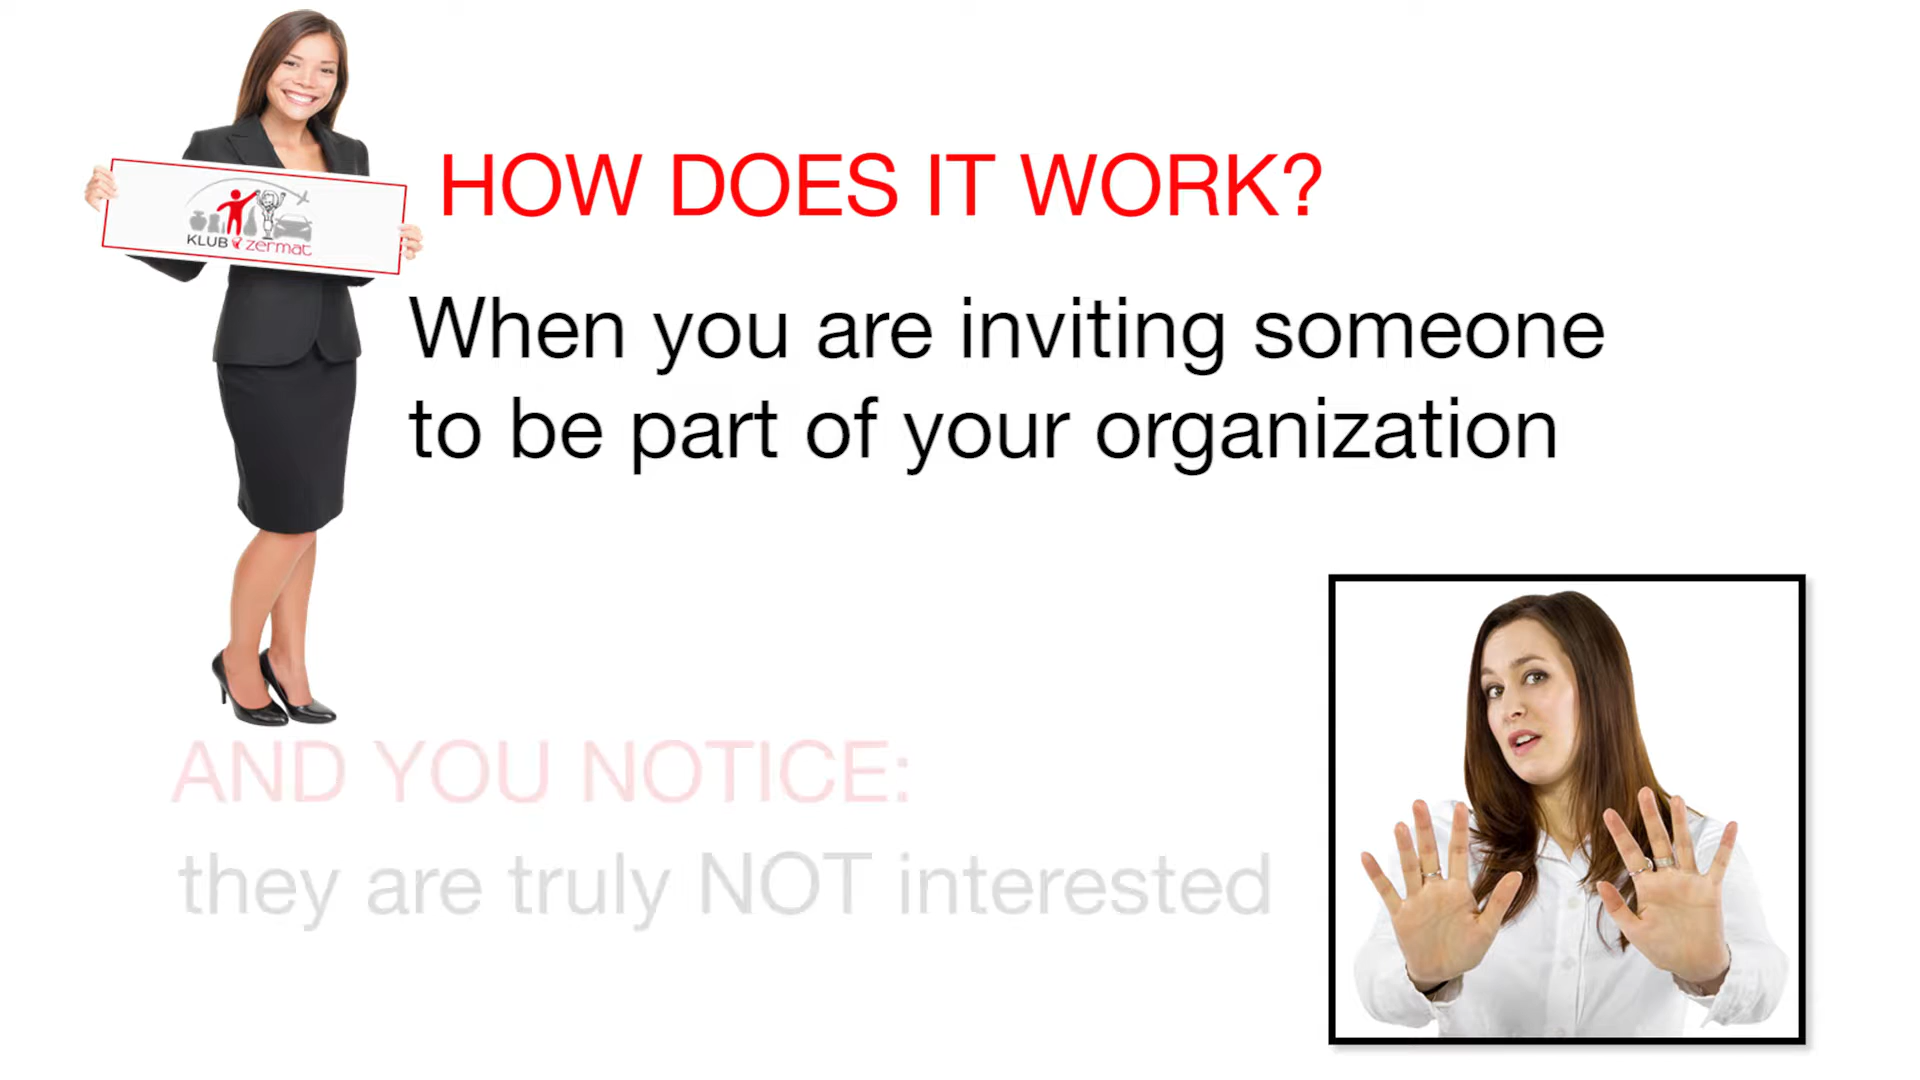 KLUB zermat
HOW DOES IT WORK?
When you are inviting someone
to be part of your organization
AND YOU NOTICE:
they are truly NOT interested